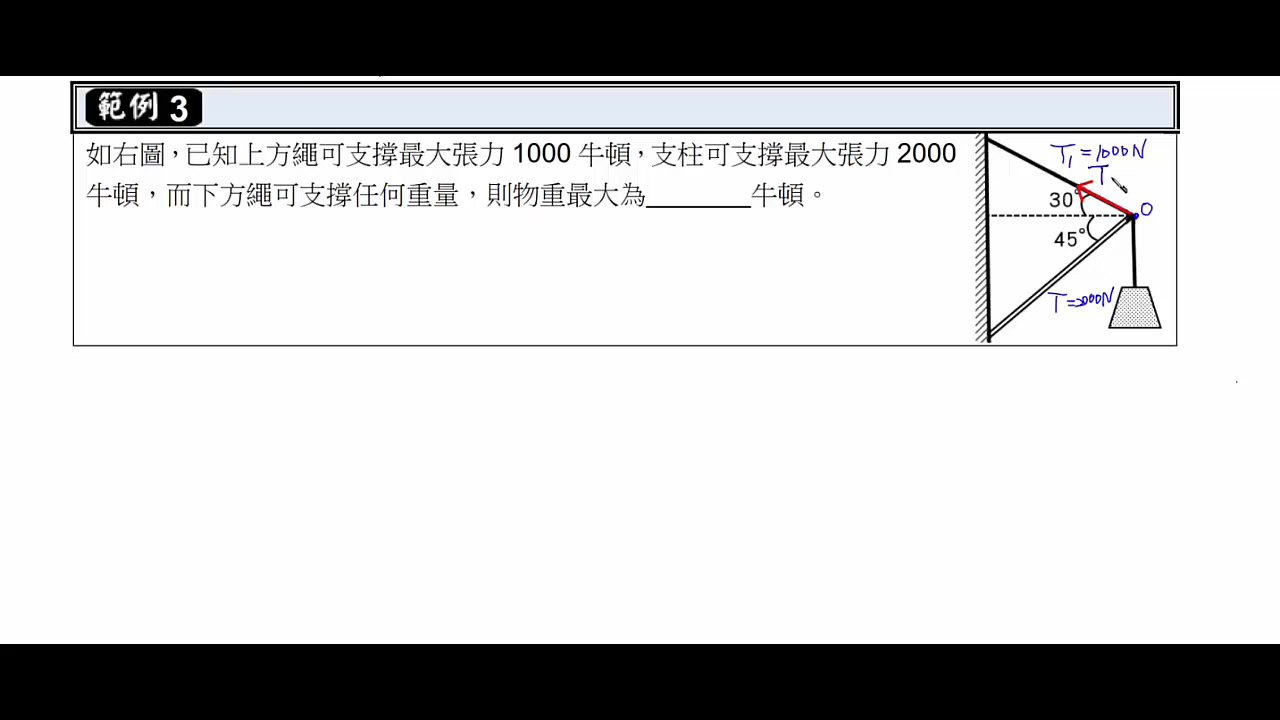 範例 3
如右圖，已知上方繩可支撐最大張力 1000 牛頓，支柱可支撐最大張力 2000
牛頓，而下方繩可支撐任何重量，則物重最大為________牛頓。
T₁ = 1000N
T
30°
O
45°
T = 2000N